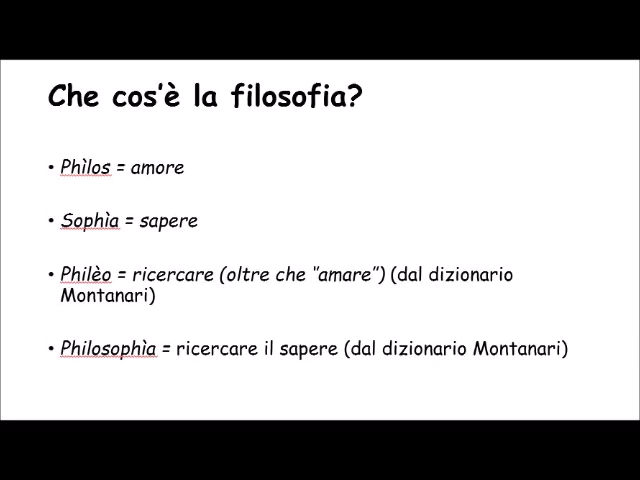 Che cos'è la filosofia?
• Phìlos = amore
• Sophìa = sapere
• Philèo = ricercare (oltre che "amare") (dal dizionario
Montanari)
• Philosophìa = ricercare il sapere (dal dizionario Montanari)